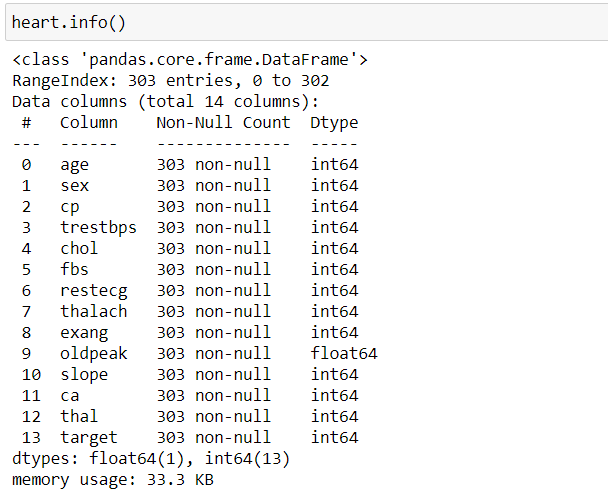 heart.info()
<class 'pandas.core.frame.DataFrame'>
RangeIndex: 303 entries, 0 to 302
Data columns (total 14 columns):
 #   Column    Non-Null Count  Dtype
---  ------    --------------  -----
 0   age       303 non-null    int64
 1   sex       303 non-null    int64
 2   cp        303 non-null    int64
 3   trestbps  303 non-null    int64
 4   chol      303 non-null    int64
 5   fbs       303 non-null    int64
 6   restecg   303 non-null    int64
 7   thalach   303 non-null    int64
 8   exang     303 non-null    int64
 9   oldpeak   303 non-null    float64
 10  slope     303 non-null    int64
 11  ca        303 non-null    int64
 12  thal      303 non-null    int64
 13  target    303 non-null    int64
dtypes: float64(1), int64(13)
memory usage: 33.3 KB